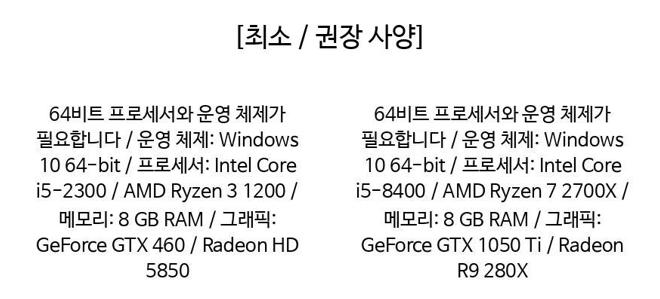 [최소 / 권장 사양]
64비트 프로세서와 운영 체제가
필요합니다 / 운영 체제: Windows
10 64-bit / 프로세서: Intel Core
i5-2300 / AMD Ryzen 3 1200 /
메모리: 8 GB RAM / 그래픽:
GeForce GTX 460 / Radeon HD
5850
64비트 프로세서와 운영 체제가
필요합니다 / 운영 체제: Windows
10 64-bit / 프로세서: Intel Core
i5-8400 / AMD Ryzen 7 2700X /
메모리: 8 GB RAM / 그래픽:
GeForce GTX 1050 Ti / Radeon
R9 280X